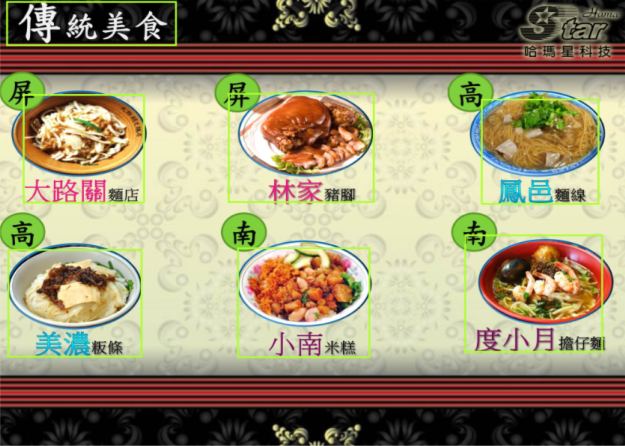 傳統美食
Hamas
Star
哈瑪星科技
屏
屏
高
大路關麵店
林家豬腳
鳳邑麵線
高
南
南
美濃粄條
小南米糕
度小月擔仔麵